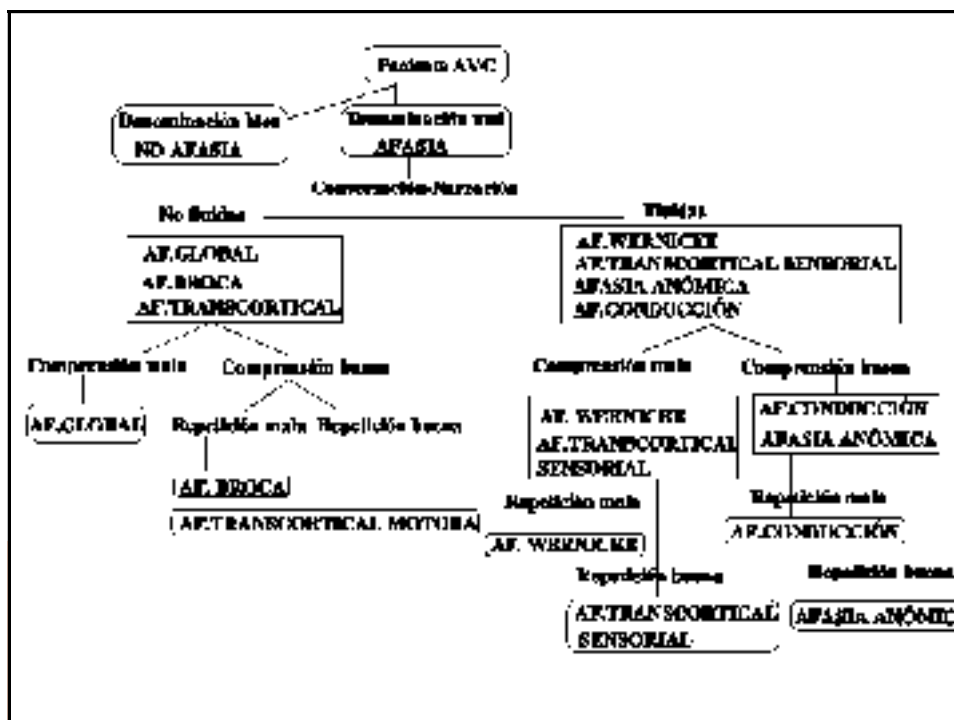 Paciente AVC
Denominación bien
NO AFASIA
Denominación mal
AFASIA
Conversación-Narración
No fluidas
Fluid(s).
AF.GLOBAL
AF.BROCA
AF.TRANSCORTICAL
AF.WERNICKE
AF.TRANSCORTICAL SENSORIAL
AFASIA ANÓMICA
AF.CONDUCCIÓN
Comprensión mala
Comprensión buena
Comprensión mala
Comprensión buena
AF.GLOBAL
Repetición mala
Repetición buena
AF. WERNICKE
AF.TRANSCORTICAL
SENSORIAL
AF.CONDUCCIÓN
AFASIA ANÓMICA
AF. BROCA
AF.TRANSCORTICAL MOTORA
Repetición mala
AF. WERNICKE
Repetición mala
AF.CONDUCCIÓN
Repetición buena
AF.TRANSCORTICAL
SENSORIAL
Repetición buena
AFASIA ANÓMIC